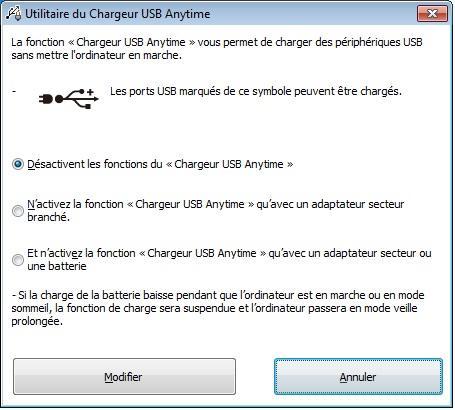 Utilitaire du Chargeur USB Anytime
La fonction « Chargeur USB Anytime » vous permet de charger des périphériques USB
sans mettre l'ordinateur en marche.
- Les ports USB marqués de ce symbole peuvent être chargés.
Désactivent les fonctions du « Chargeur USB Anytime »
N'activez la fonction « Chargeur USB Anytime » qu'avec un adaptateur secteur
branché.
Et n'activez la fonction « Chargeur USB Anytime » qu'avec un adaptateur secteur ou
une batterie
- Si la charge de la batterie baisse pendant que l'ordinateur est en marche ou en mode
sommeil, la fonction de charge sera suspendue et l'ordinateur passera en mode veille
prolongée.
Modifier
Annuler